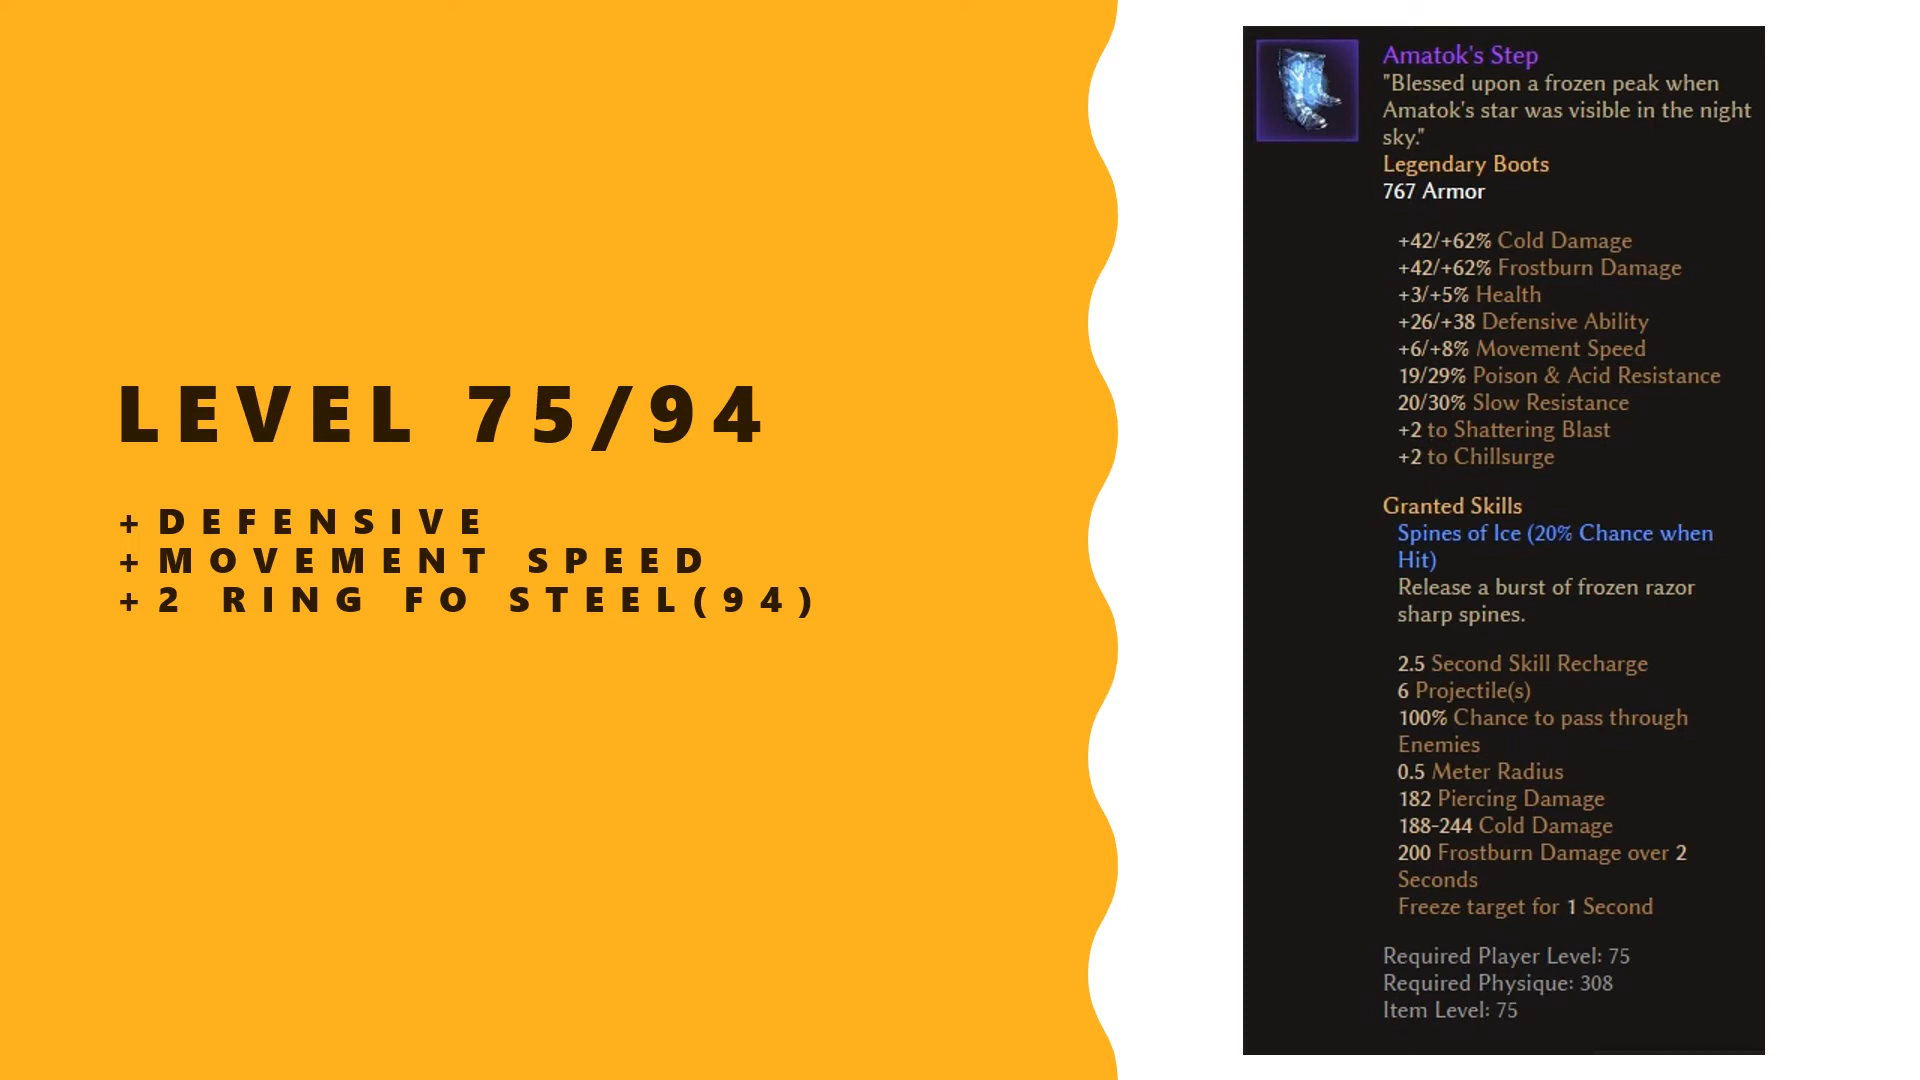 LEVEL 75/94
+ DEFENSIVE
+ MOVEMENT SPEED
+ 2 RING FO STEEL(94)
Amatok's Step
"Blessed upon a frozen peak when
Amatok's star was visible in the night
sky."
Legendary Boots
767 Armor
+42/+62% Cold Damage
+42/+62% Frostburn Damage
+3/+5% Health
+26/+38 Defensive Ability
+6/+8% Movement Speed
19/29% Poison & Acid Resistance
20/30% Slow Resistance
+2 to Shattering Blast
+2 to Chillsurge
Granted Skills
Spines of Ice (20% Chance when
Hit)
Release a burst of frozen razor
sharp spines.
2.5 Second Skill Recharge
6 Projectile(s)
100% Chance to pass through
Enemies
0.5 Meter Radius
182 Piercing Damage
188-244 Cold Damage
200 Frostburn Damage over 2
Seconds
Freeze target for 1 Second
Required Player Level: 75
Required Physique: 308
Item Level: 75